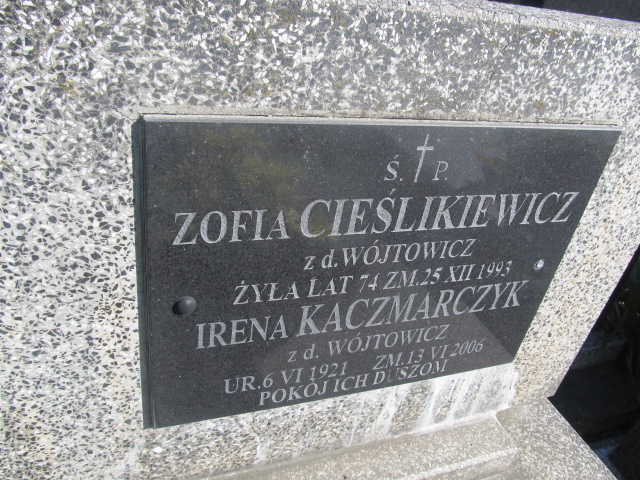 Ś. P.
ZOFIA CIEŚLIKIEWICZ
z d. WÓJTOWICZ
ŻYŁA LAT 74 ZM.25 XII 1993
IRENA KACZMARCZYK
z d. WÓJTOWICZ
UR.6 VI 1921 ZM.13 VI 2006
POKÓJ ICH DUSZOM